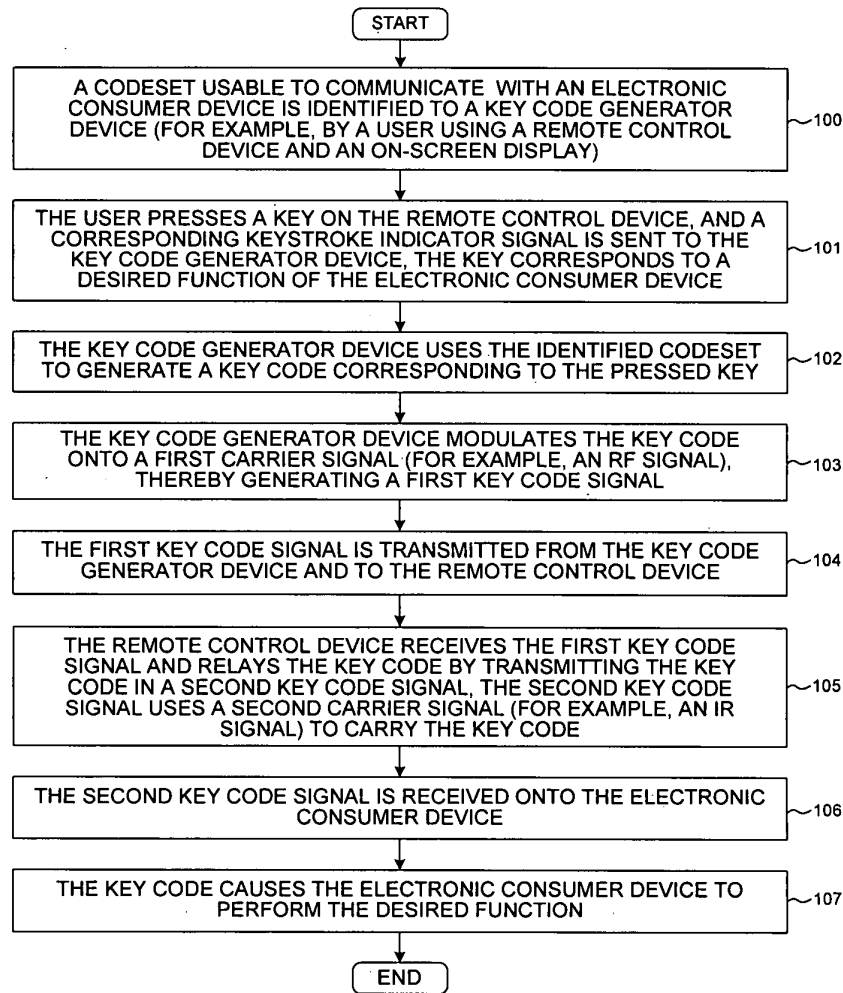 START
A CODESET USABLE TO COMMUNICATE WITH AN ELECTRONIC
CONSUMER DEVICE IS IDENTIFIED TO A KEY CODE GENERATOR
DEVICE (FOR EXAMPLE, BY A USER USING A REMOTE CONTROL
DEVICE AND AN ON-SCREEN DISPLAY)
100
THE USER PRESSES A KEY ON THE REMOTE CONTROL DEVICE, AND A
CORRESPONDING KEYSTROKE INDICATOR SIGNAL IS SENT TO THE
KEY CODE GENERATOR DEVICE, THE KEY CORRESPONDS TO A
DESIRED FUNCTION OF THE ELECTRONIC CONSUMER DEVICE
101
THE KEY CODE GENERATOR DEVICE USES THE IDENTIFIED CODESET
TO GENERATE A KEY CODE CORRESPONDING TO THE PRESSED KEY
102
THE KEY CODE GENERATOR DEVICE MODULATES THE KEY CODE
ONTO A FIRST CARRIER SIGNAL (FOR EXAMPLE, AN RF SIGNAL),
THEREBY GENERATING A FIRST KEY CODE SIGNAL
103
THE FIRST KEY CODE SIGNAL IS TRANSMITTED FROM THE KEY CODE
GENERATOR DEVICE AND TO THE REMOTE CONTROL DEVICE
104
THE REMOTE CONTROL DEVICE RECEIVES THE FIRST KEY CODE
SIGNAL AND RELAYS THE KEY CODE BY TRANSMITTING THE KEY
CODE IN A SECOND KEY CODE SIGNAL, THE SECOND KEY CODE
SIGNAL USES A SECOND CARRIER SIGNAL (FOR EXAMPLE, AN IR
SIGNAL) TO CARRY THE KEY CODE
105
THE SECOND KEY CODE SIGNAL IS RECEIVED ONTO THE ELECTRONIC
CONSUMER DEVICE
106
THE KEY CODE CAUSES THE ELECTRONIC CONSUMER DEVICE TO
PERFORM THE DESIRED FUNCTION
107
END